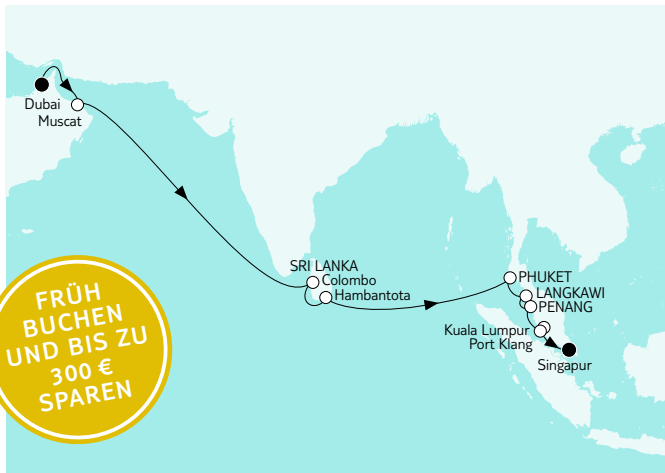 Dubai
Muscat
SRI LANKA
Colombo
Hambantota
PHUKET
LANGKAWI
PENANG
Kuala Lumpur
Port Klang
Singapur
FRÜH
BUCHEN
UND BIS ZU
300 €
SPAREN